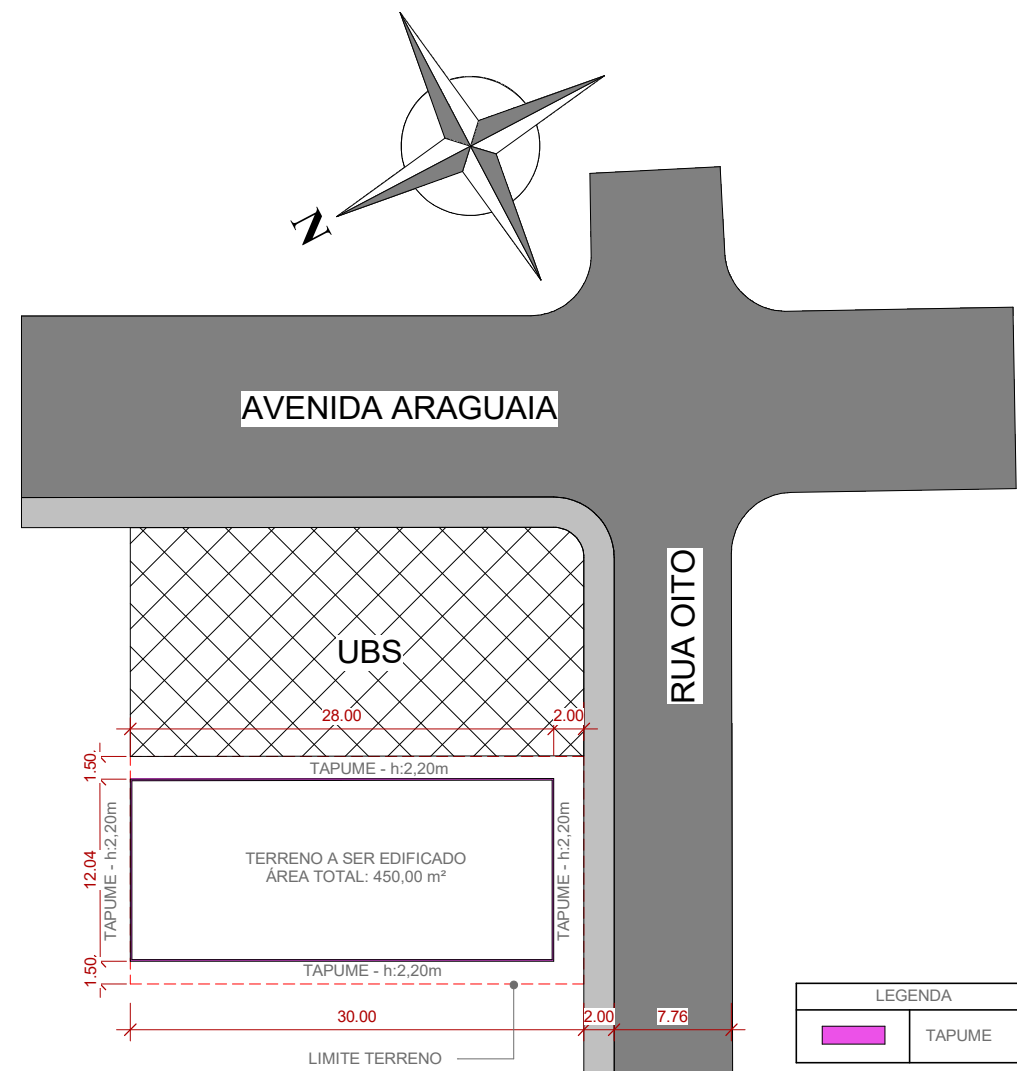 N
AVENIDA ARAGUAIA
RUA OITO
UBS
28.00
2.00
1.50
TAPUME - h:2,20m
12.04
TAPUME - h:2,20m
TERRENO A SER EDIFICADO
ÁREA TOTAL: 450,00 m²
TAPUME - h:2,20m
1.50
TAPUME - h:2,20m
30.00
2.00
7.76
LIMITE TERRENO
LEGENDA
TAPUME